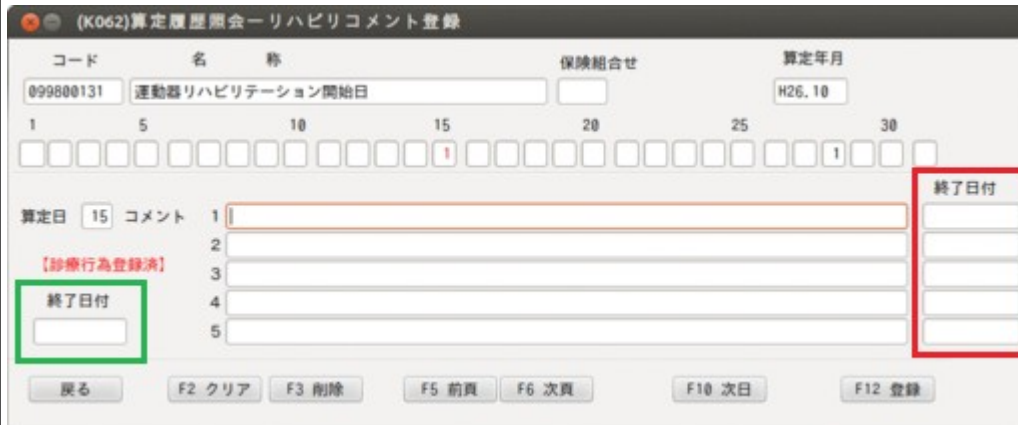 (K062)算定履歴照会ーリハビリコメント登録
コード 名 称 保険組合せ 算定年月
099800131 運動器リハビリテーション開始日 H26.10
1 5 10 15 20 25 30
1 1
終了日付
算定日 15 コメント 1
2
【診療行為登録済】
3
終了日付 4
5
戻る F2 クリア F3 削除 F5 前頁 F6 次頁 F10 次日 F12 登録